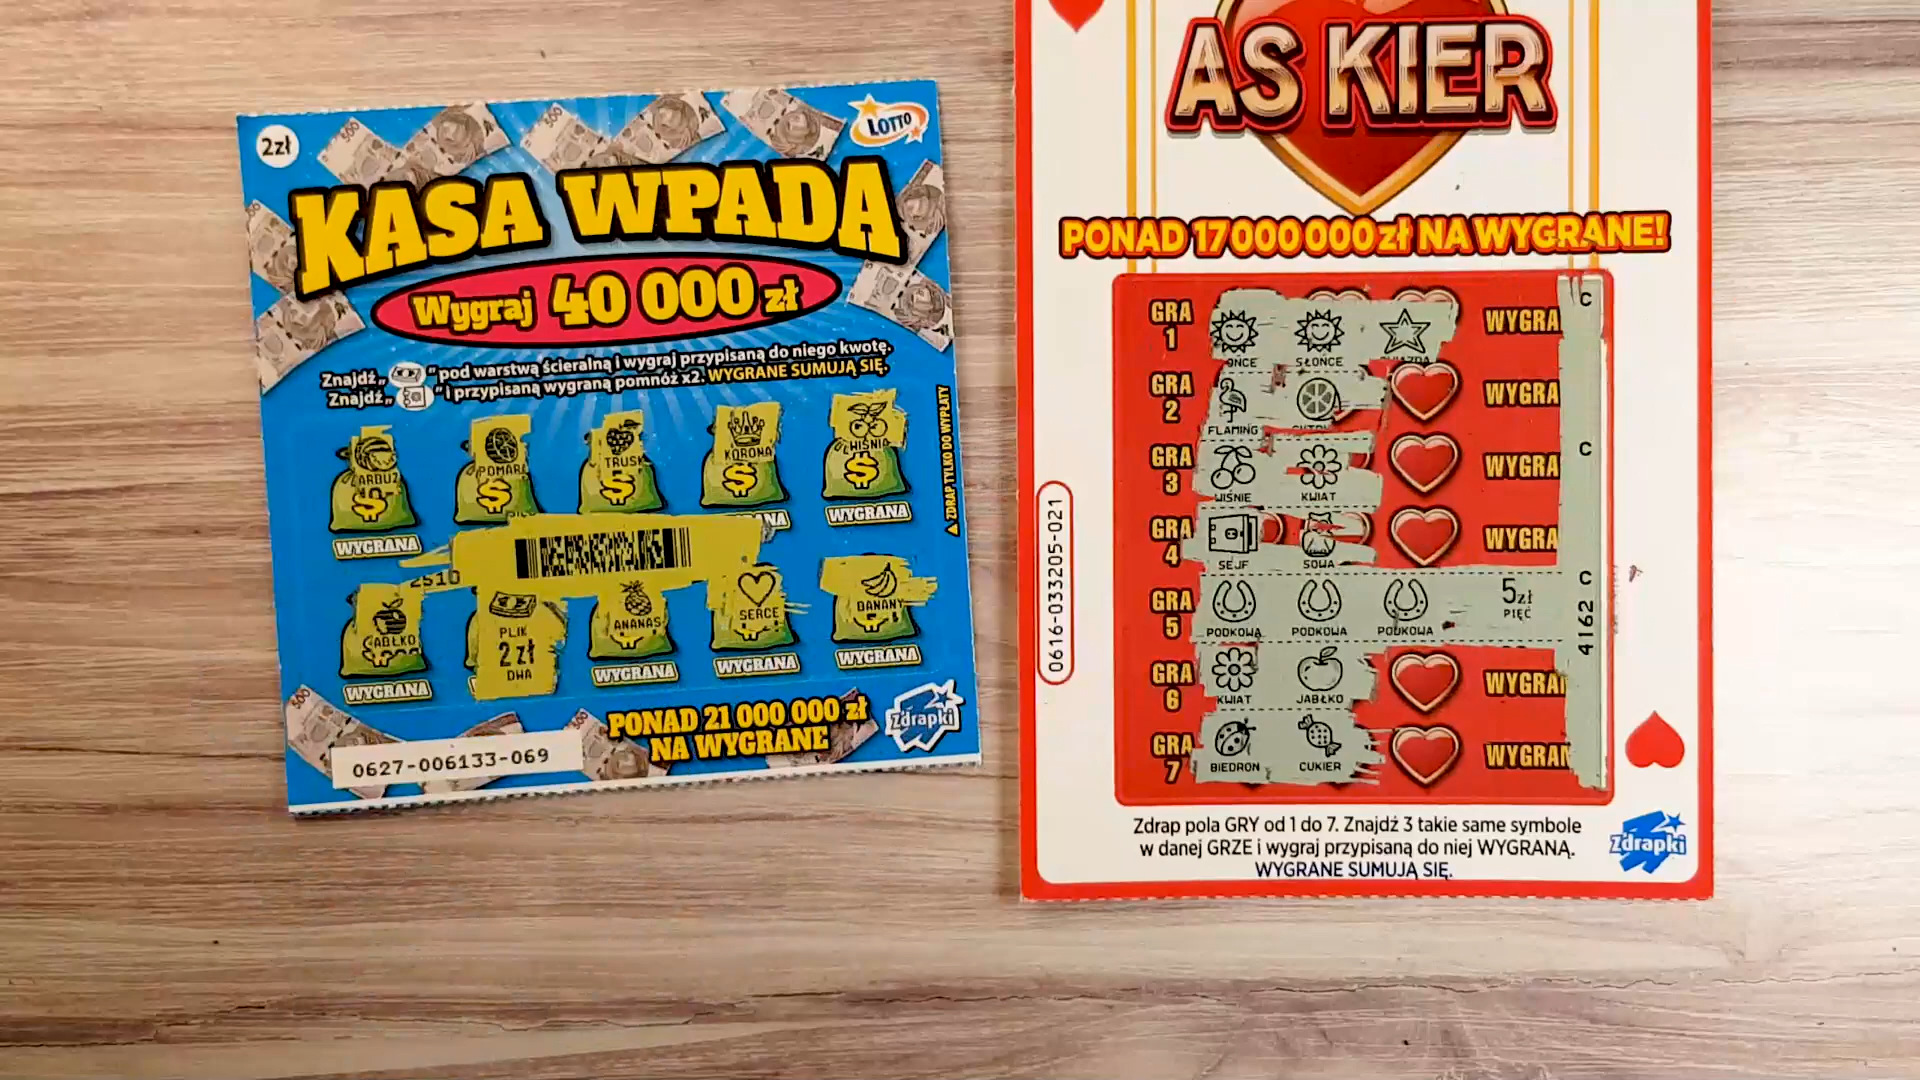 2zł
LOTTO
KASA WPADA
Wygraj 40 000 zł
Znajdź „ " pod warstwą ścieralną i wygraj przypisaną do niego kwotę.
Znajdź „ " i przypisaną wygraną pomnóż x2. WYGRANE SUMUJĄ SIĘ.
ARBUZ
POMAR
TRUSK
KORONA
WIŚNIA
$ $ $ $ $
WYGRANA
WYGRANA
▲ ZDRAP TYLKO DO WYPŁATY
2510
JABŁKO
PLIK
2 zł
DWA
ANANAS
SERCE
BANANY
WYGRANA
WYGRANA
WYGRANA
WYGRANA
PONAD 21 000 000 zł
NA WYGRANE
Zdrapki
0627-006133-069
AS KIER
PONAD 17 000 000 zł NA WYGRANE!
GRA 1
SŁOŃCE
WYGRA
C
GRA 2
FLAMING
WYGRA
GRA 3
WIŚNIE
KWIAT
WYGRA
C
GRA 4
SEJF
SOWA
WYGRA
GRA 5
PODKOWA
PODKOWA
PODKOWA
5zł
PIĘĆ
C
4162
GRA 6
KWIAT
JABŁKO
WYGRA
GRA 7
BIEDRON
CUKIER
WYGRAN
0616-033205-021
Zdrap pola GRY od 1 do 7. Znajdź 3 takie same symbole
w danej GRZE i wygraj przypisaną do niej WYGRANĄ.
WYGRANE SUMUJĄ SIĘ.
Zdrapki